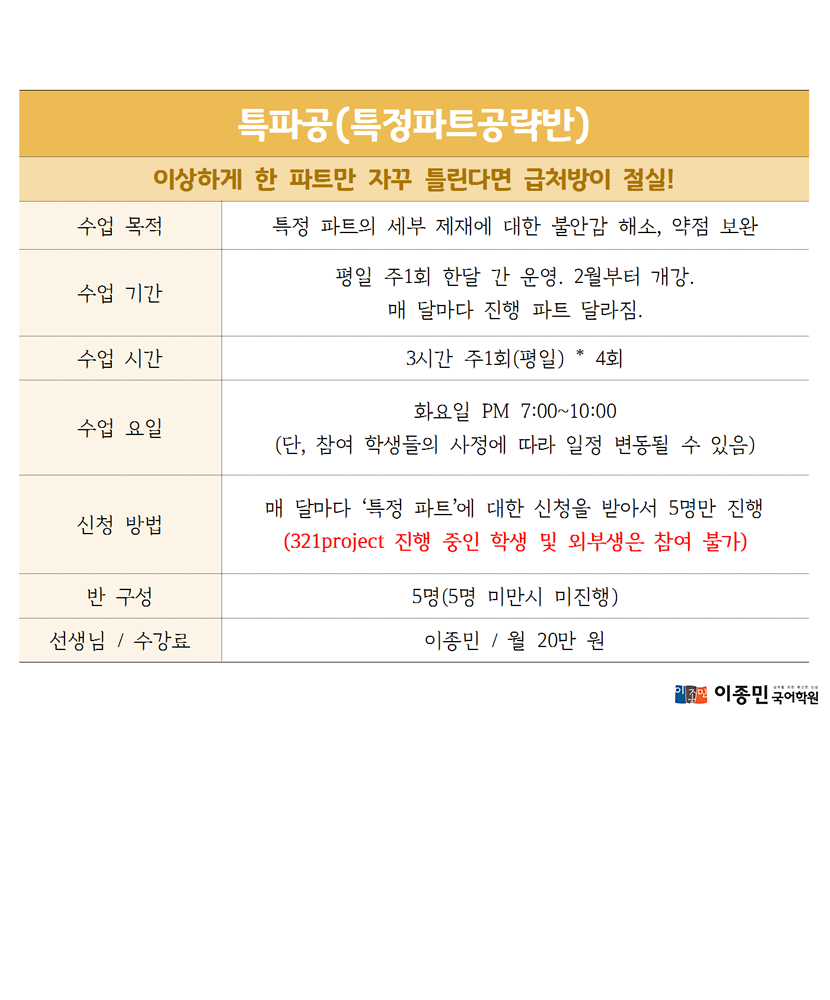 특파공(특정파트공략반)
이상하게 한 파트만 자꾸 틀린다면 급처방이 절실!
수업 목적
특정 파트의 세부 제재에 대한 불안감 해소, 약점 보완
수업 기간
평일 주1회 한달 간 운영. 2월부터 개강.
매 달마다 진행 파트 달라짐.
수업 시간
3시간 주1회(평일) * 4회
수업 요일
화요일 PM 7:00~10:00
(단, 참여 학생들의 사정에 따라 일정 변동될 수 있음)
신청 방법
매 달마다 ‘특정 파트’에 대한 신청을 받아서 5명만 진행
(321project 진행 중인 학생 및 외부생은 참여 불가)
반 구성
5명(5명 미만시 미진행)
선생님 / 수강료
이종민 / 월 20만 원
이종민
이종민
국어학원